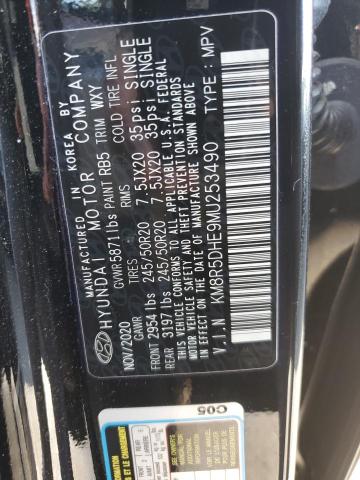 MANUFACTURED IN KOREA BY
HYUNDAI MOTOR COMPANY
NOV/2020 GVWR5871lbs PAINT RB5 TRIM WXY
GAWR TIRES RIMS COLD TIRE INFL
FRONT 2954 lbs 245/50R20 7.5JX20 35psi SINGLE
REAR 3197 lbs 245/50R20 7.5JX20 35psi SINGLE
THIS VEHICLE CONFORMS TO ALL APPLICABLE U.S. FEDERAL MOTOR
VEHICLE SAFETY AND THEFT PREVENTION STANDARDS
IN EFFECT ON THE DATE OF MANUFACTURE SHOWN ABOVE
V.I.N : KM8R5DHE9MU253490 TYPE : MPV
C05